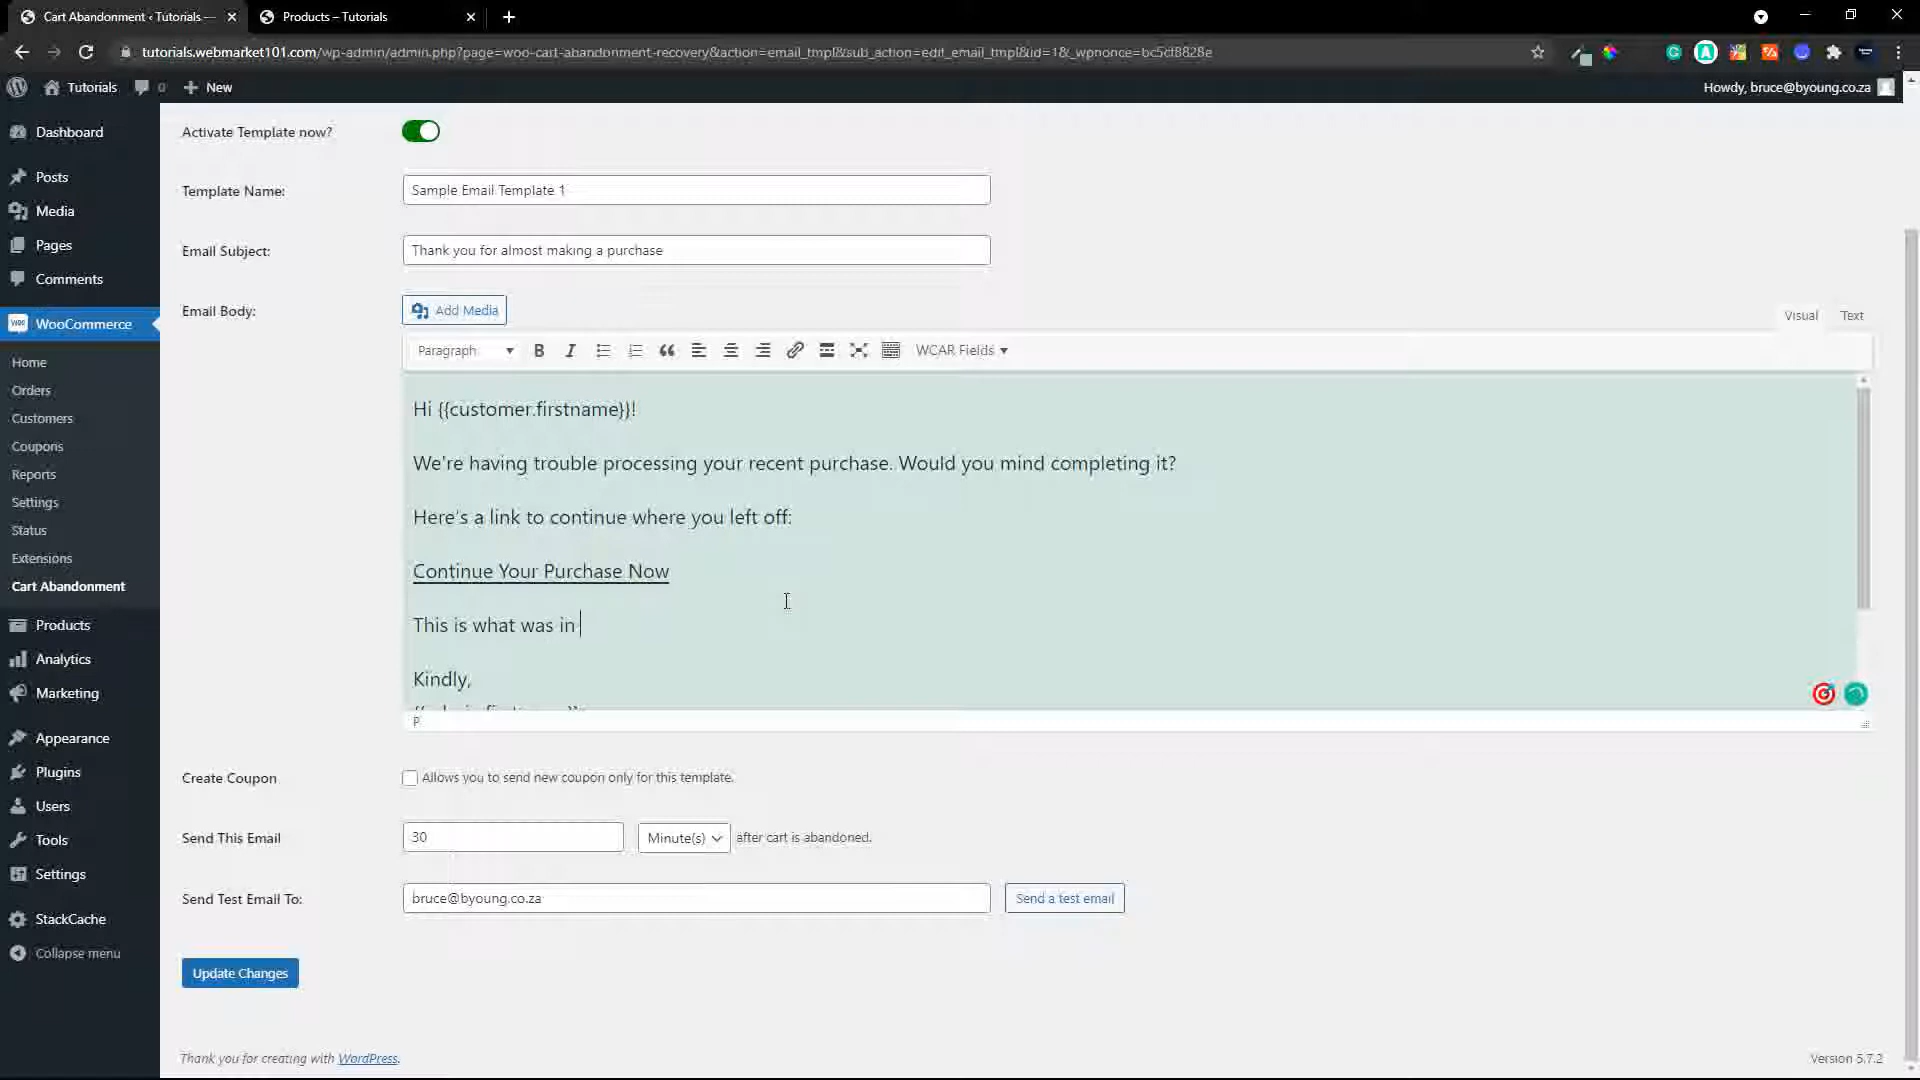 Cart Abandonment ‹ Tutorials —
Products – Tutorials
tutorials.webmarket101.com/wp-admin/admin.php?page=woo-cart-abandonment-recovery&action=email_tmpl&sub_action=edit_email_tmpl&id=1&_wpnonce=bc5cf8828e
Tutorials
0
New
Howdy, bruce@byoung.co.za
Dashboard
Posts
Media
Pages
Comments
WooCommerce
Home
Orders
Customers
Coupons
Reports
Settings
Status
Extensions
Cart Abandonment
Products
Analytics
Marketing
Appearance
Plugins
Users
Tools
Settings
StackCache
Collapse menu
Activate Template now?
Template Name:
Sample Email Template 1
Email Subject:
Thank you for almost making a purchase
Email Body:
Add Media
Visual
Text
Paragraph
WCAR Fields
Hi {{customer.firstname}}!
We're having trouble processing your recent purchase. Would you mind completing it?
Here's a link to continue where you left off:
Continue Your Purchase Now
This is what was in
Kindly,
P
Create Coupon
Allows you to send new coupon only for this template.
Send This Email
30
Minute(s)
after cart is abandoned.
Send Test Email To:
bruce@byoung.co.za
Send a test email
Update Changes
Thank you for creating with WordPress.
Version 5.7.2